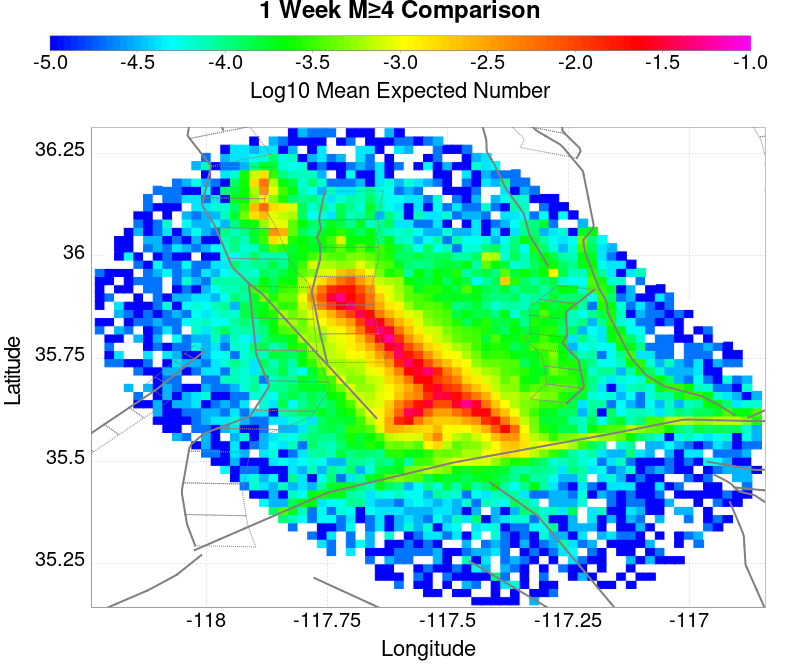 1 Week M≥4 Comparison
-5.0 -4.5 -4.0 -3.5 -3.0 -2.5 -2.0 -1.5 -1.0
Log10 Mean Expected Number
36.25
36
35.75
35.5
35.25
Latitude
-118 -117.75 -117.5 -117.25 -117
Longitude